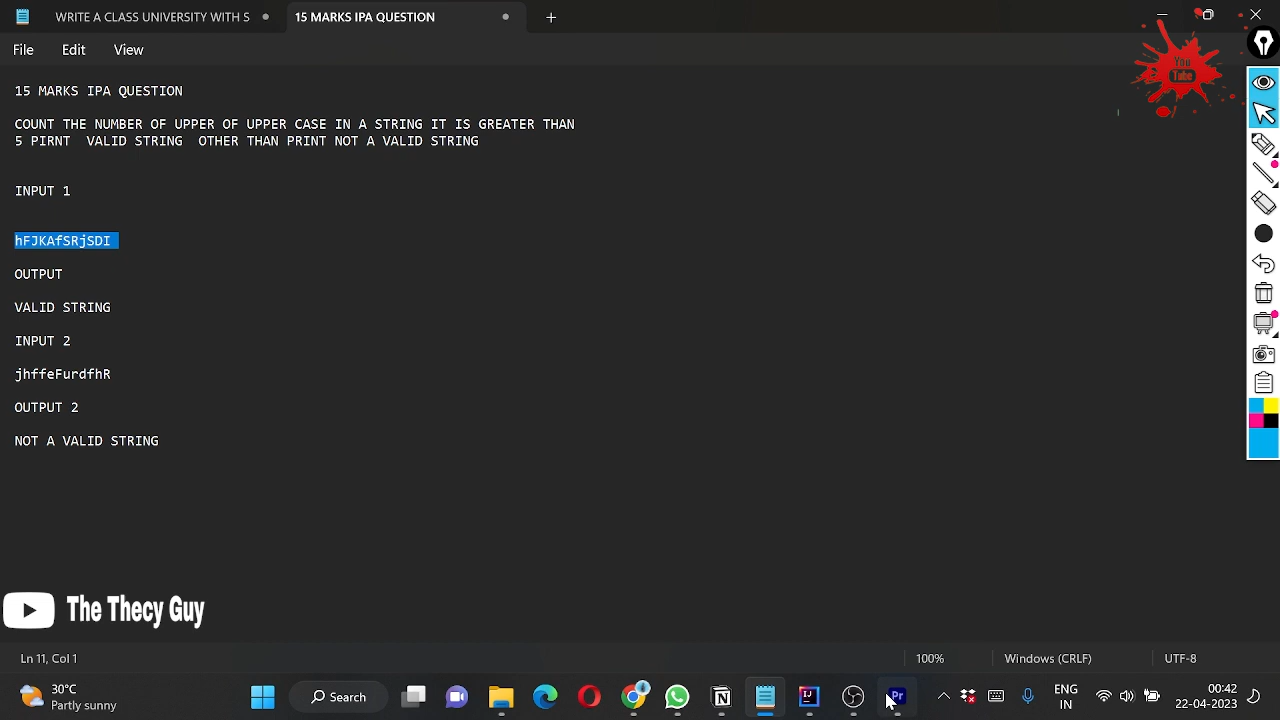 WRITE A CLASS UNIVERSITY WITH S
15 MARKS IPA QUESTION
File Edit View
You
Tube
15 MARKS IPA QUESTION
COUNT THE NUMBER OF UPPER OF UPPER CASE IN A STRING IT IS GREATER THAN
5 PIRNT VALID STRING OTHER THAN PRINT NOT A VALID STRING
INPUT 1
hFJKAfSRjSDI
OUTPUT
VALID STRING
INPUT 2
jhffeFurdfhR
OUTPUT 2
NOT A VALID STRING
The Thecy Guy
Ln 11, Col 1
100%
Windows (CRLF)
UTF-8
30°C
Partly sunny
Search
Pr
ENG
IN
00:42
22-04-2023